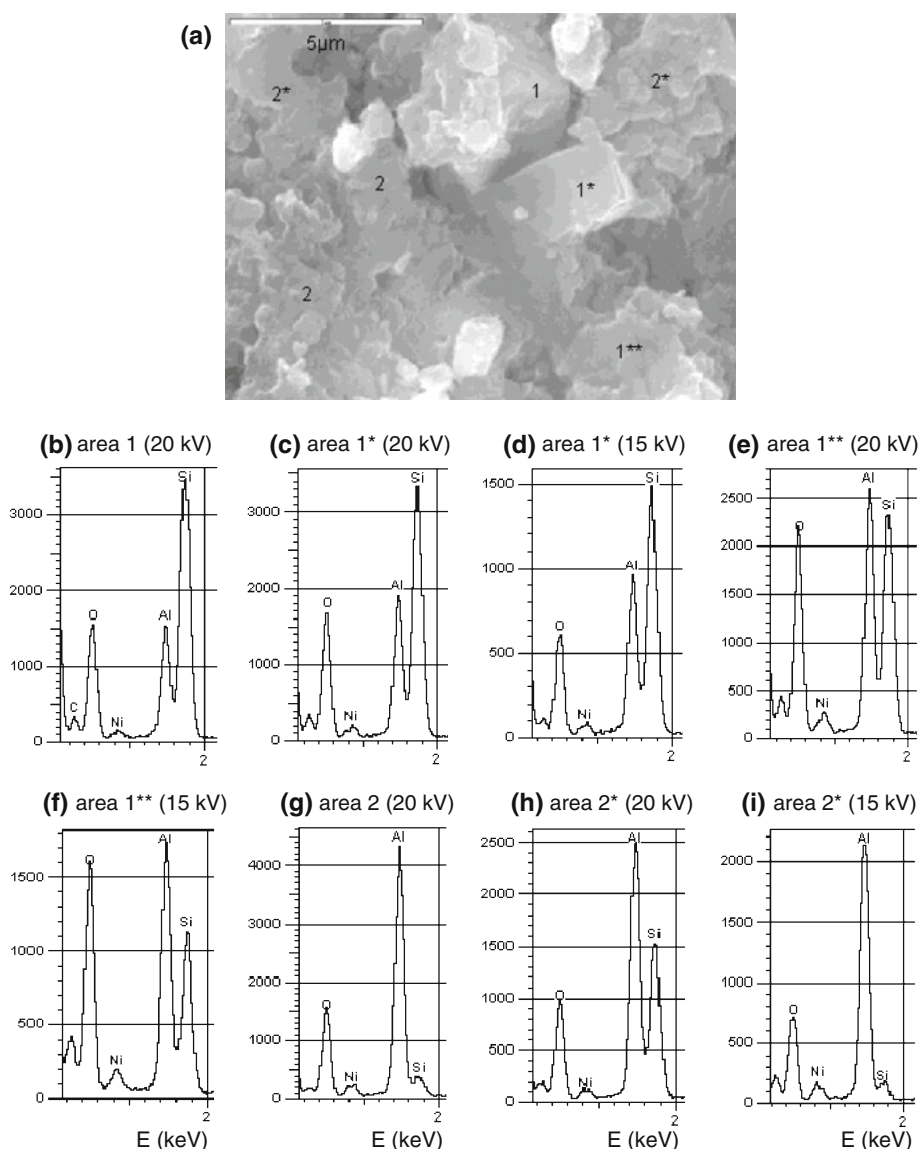 (a)
5µm
2*
1
2*
2
1*
2
1**
(b) area 1 (20 kV)
(c) area 1* (20 kV)
(d) area 1* (15 kV)
(e) area 1** (20 kV)
3000
2000
1000
0
C
O
Ni
Al
Si
2
3000
2000
1000
0
O
Ni
Al
Si
2
1500
1000
500
0
O
Ni
Al
Si
2
2500
2000
1500
1000
500
0
O
Ni
Al
Si
2
(f) area 1** (15 kV)
(g) area 2 (20 kV)
(h) area 2* (20 kV)
(i) area 2* (15 kV)
1500
1000
500
0
O
Ni
Al
Si
2
E (keV)
4000
3000
2000
1000
0
O
Ni
Al
Si
2
E (keV)
2500
2000
1500
1000
500
0
O
Ni
Al
Si
2
E (keV)
2000
1500
1000
500
0
O
Ni
Al
Si
2
E (keV)